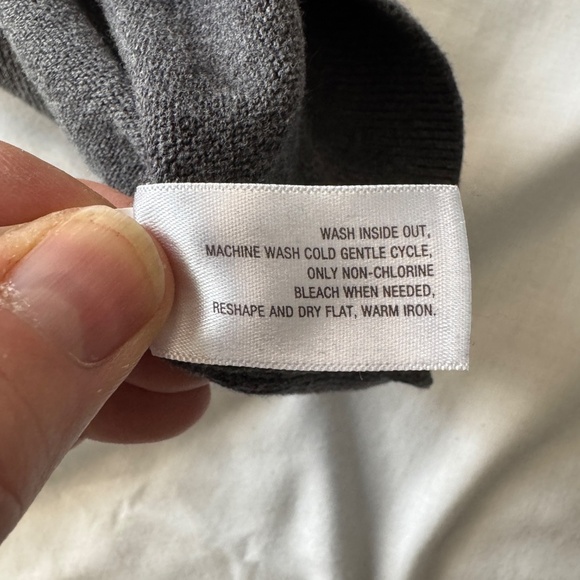 WASH INSIDE OUT,
MACHINE WASH COLD GENTLE CYCLE,
ONLY NON-CHLORINE
BLEACH WHEN NEEDED,
RESHAPE AND DRY FLAT, WARM IRON.